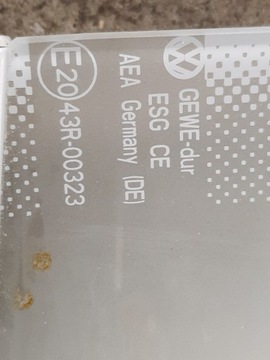 GEWE-dur
ESG CE
AEA Germany (DE)
E20 43R-00323